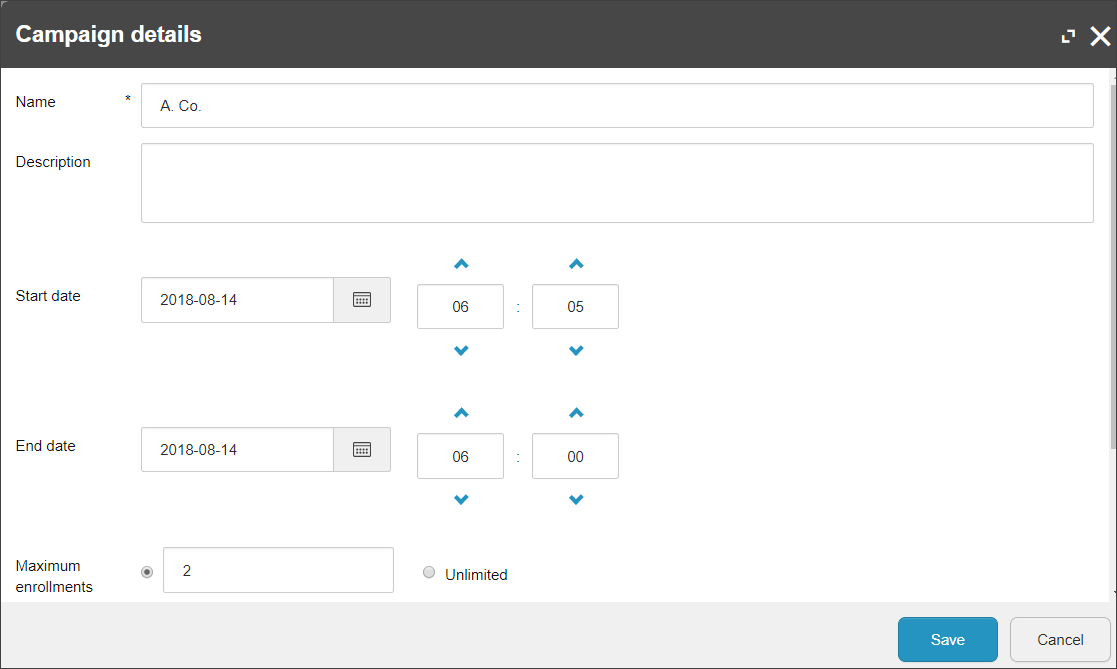 Campaign details
Name *
A. Co.
Description
Start date
2018-08-14
06 : 05
End date
2018-08-14
06 : 00
Maximum
enrollments
2
Unlimited
Save
Cancel